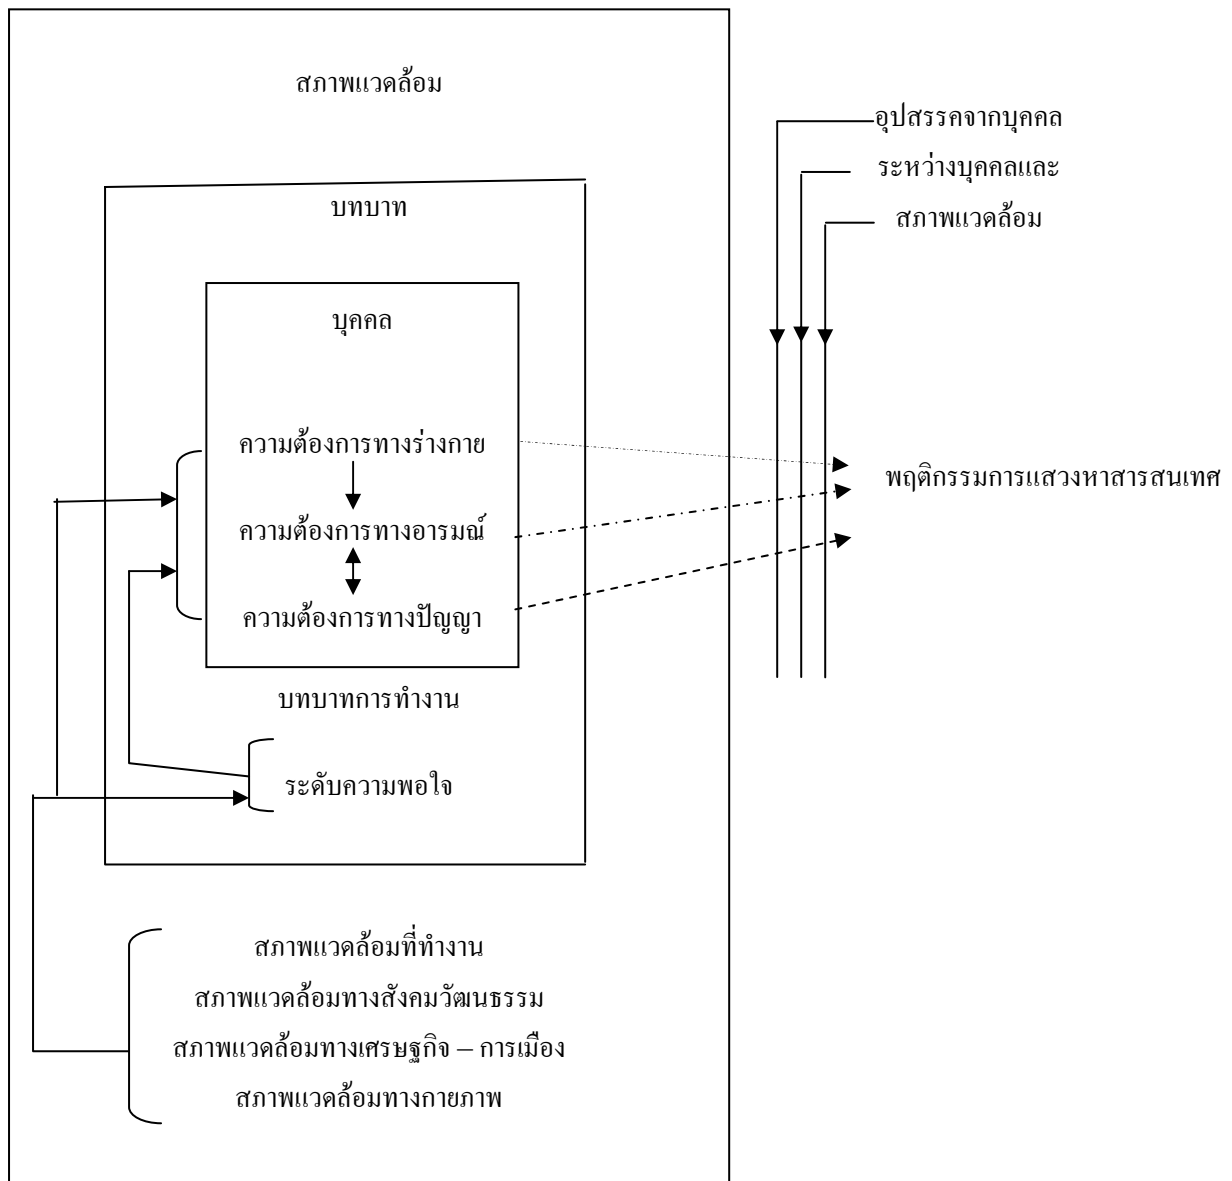 สภาพแวดล้อม
อุปสรรคจากบุคคล
ระหว่างบุคคลและ
สภาพแวดล้อม
บทบาท
บุคคล
ความต้องการทางร่างกาย
พฤติกรรมการแสวงหาสารสนเทศ
ความต้องการทางอารมณ์
ความต้องการทางปัญญา
บทบาทการทำงาน
ระดับความพอใจ
สภาพแวดล้อมที่ทำงาน
สภาพแวดล้อมทางสังคมวัฒนธรรม
สภาพแวดล้อมทางเศรษฐกิจ – การเมือง
สภาพแวดล้อมทางกายภาพ